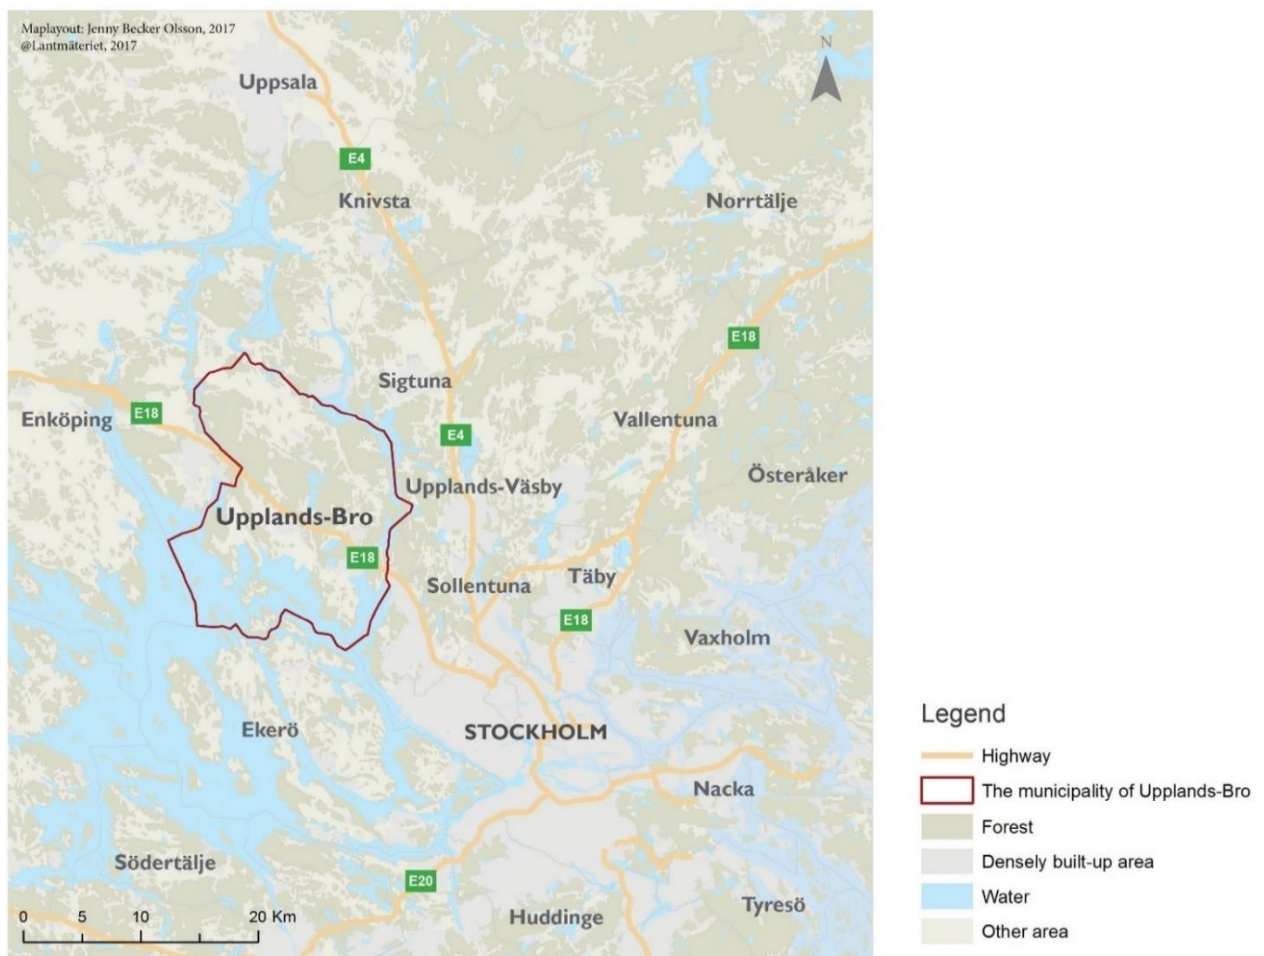 Maplayout: Jenny Becker Olsson, 2017
@Lantmäteriet, 2017
N
Uppsala
E4
Knivsta
Norrtälje
E18
Sigtuna
Enköping
E18
Vallentuna
E4
Österåker
Upplands-Väsby
Upplands-Bro
E18
Sollentuna
Täby
E18
Vaxholm
Ekerö
STOCKHOLM
Nacka
Södertälje
E20
Huddinge
Tyresö
0 5 10 20 Km
Legend
Highway
The municipality of Upplands-Bro
Forest
Densely built-up area
Water
Other area